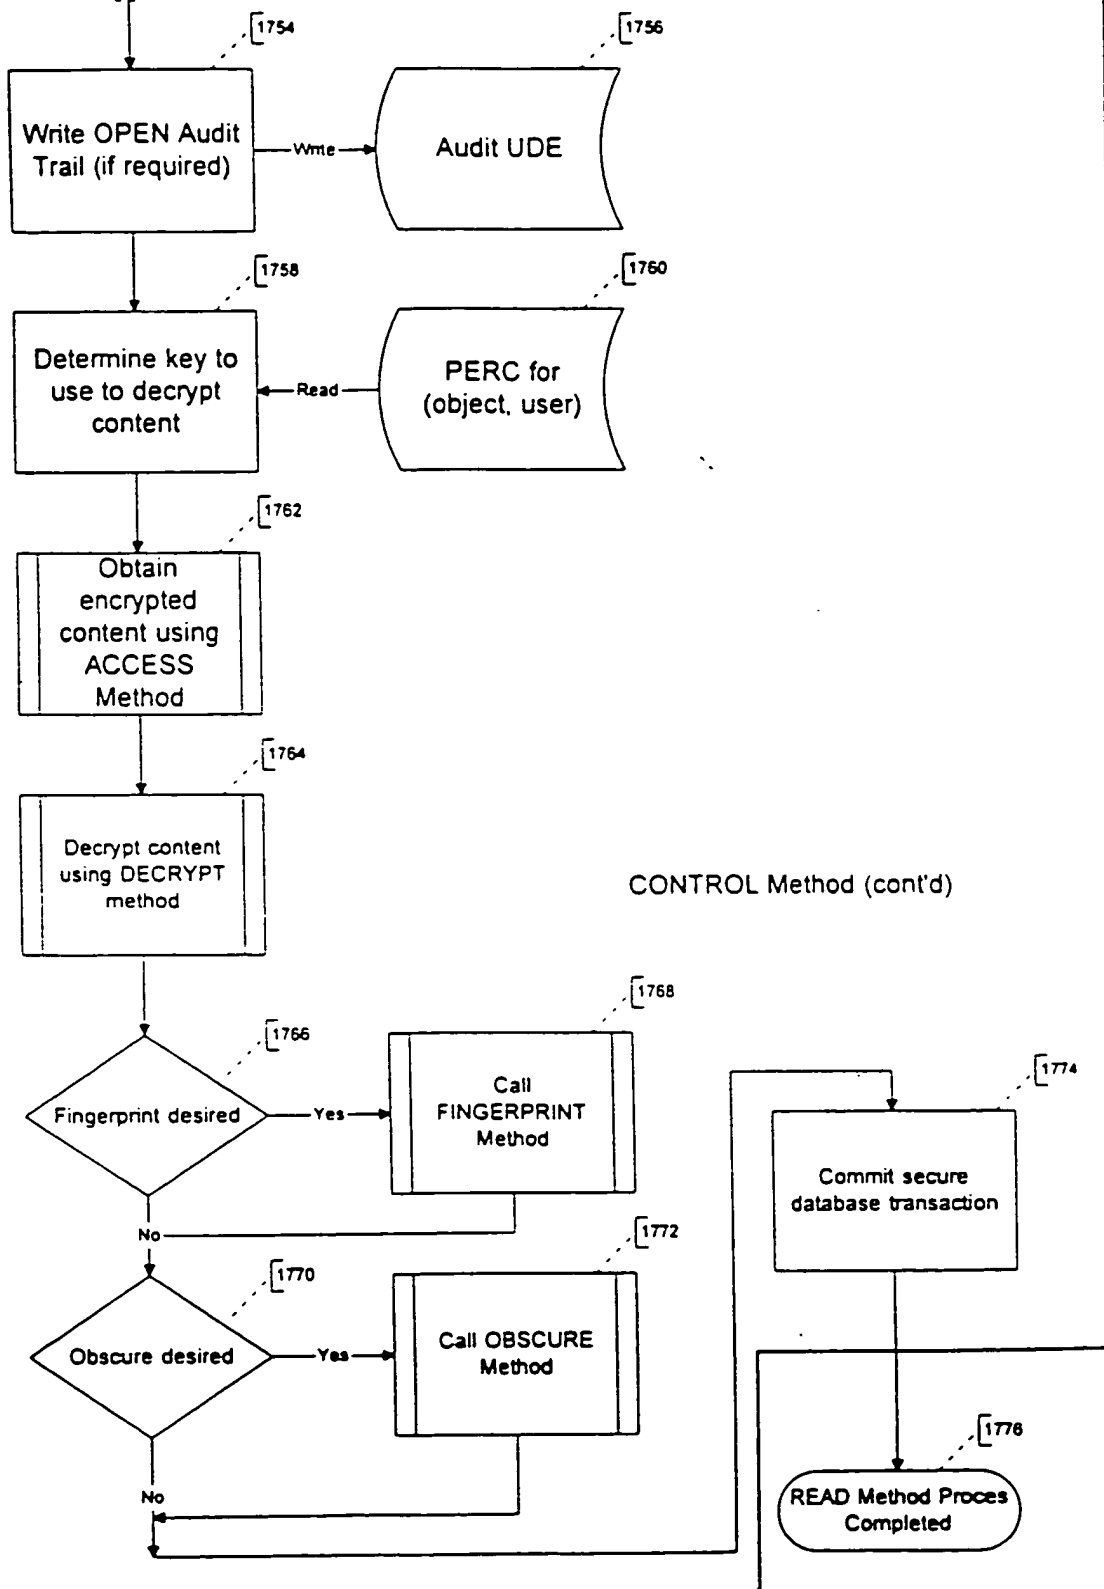 1754
1756
Write OPEN Audit
Trail (if required)
Write
Audit UDE
1758
1760
Determine key to
use to decrypt
content
Read
PERC for
(object, user)
1762
Obtain
encrypted
content using
ACCESS
Method
1764
Decrypt content
using DECRYPT
method
CONTROL Method (cont'd)
1766
1768
Fingerprint desired
Yes
Call
FINGERPRINT
Method
1774
Commit secure
database transaction
No
1770
1772
Obscure desired
Yes
Call OBSCURE
Method
No
1776
READ Method Proces
Completed